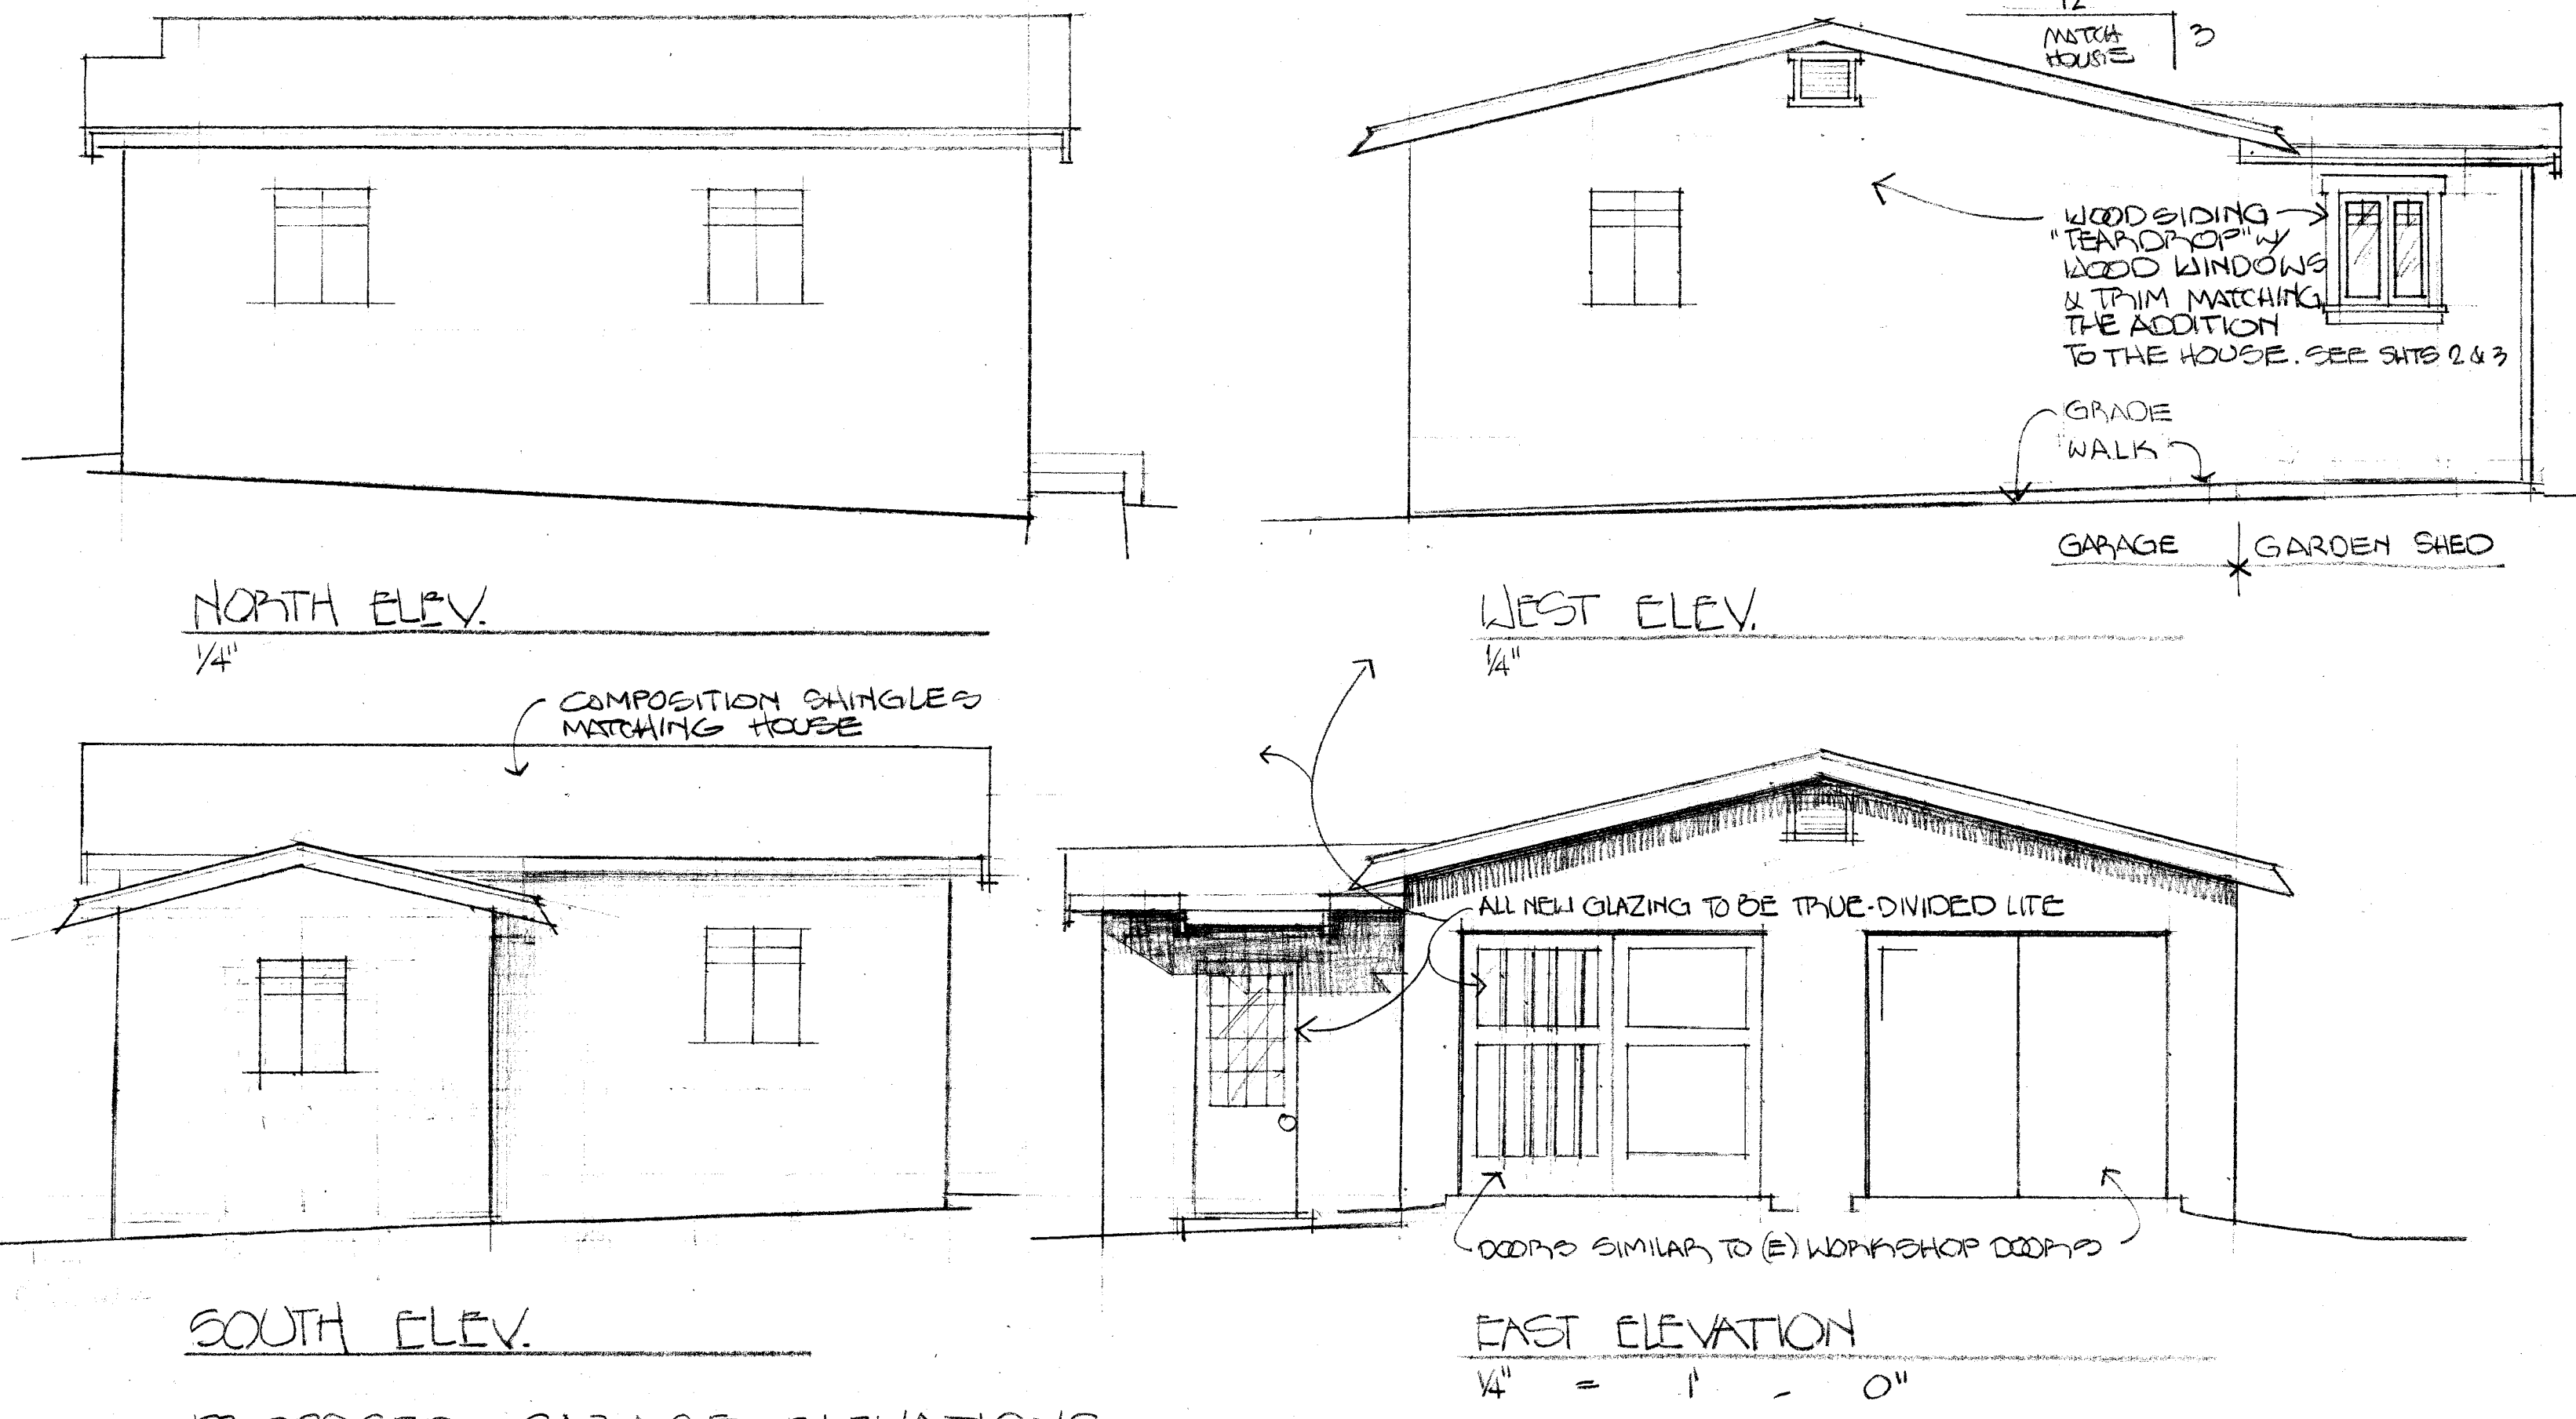 12
MATCH
HOUSE
3
WOOD SIDING
"TEARDROP" W/
WOOD WINDOWS
& TRIM MATCHING
THE ADDITION
TO THE HOUSE. SEE SHTS 2 & 3
GRADE
WALK
GARAGE
GARDEN SHED
NORTH ELEV.
1/4"
WEST ELEV.
1/4"
COMPOSITION SHINGLES
MATCHING HOUSE
ALL NEW GLAZING TO BE TRUE-DIVIDED LITE
DOORS SIMILAR TO (E) WORKSHOP DOORS
SOUTH ELEV.
EAST ELEVATION
1/4" = 1' - 0"
GARAGE ELEVATIONS